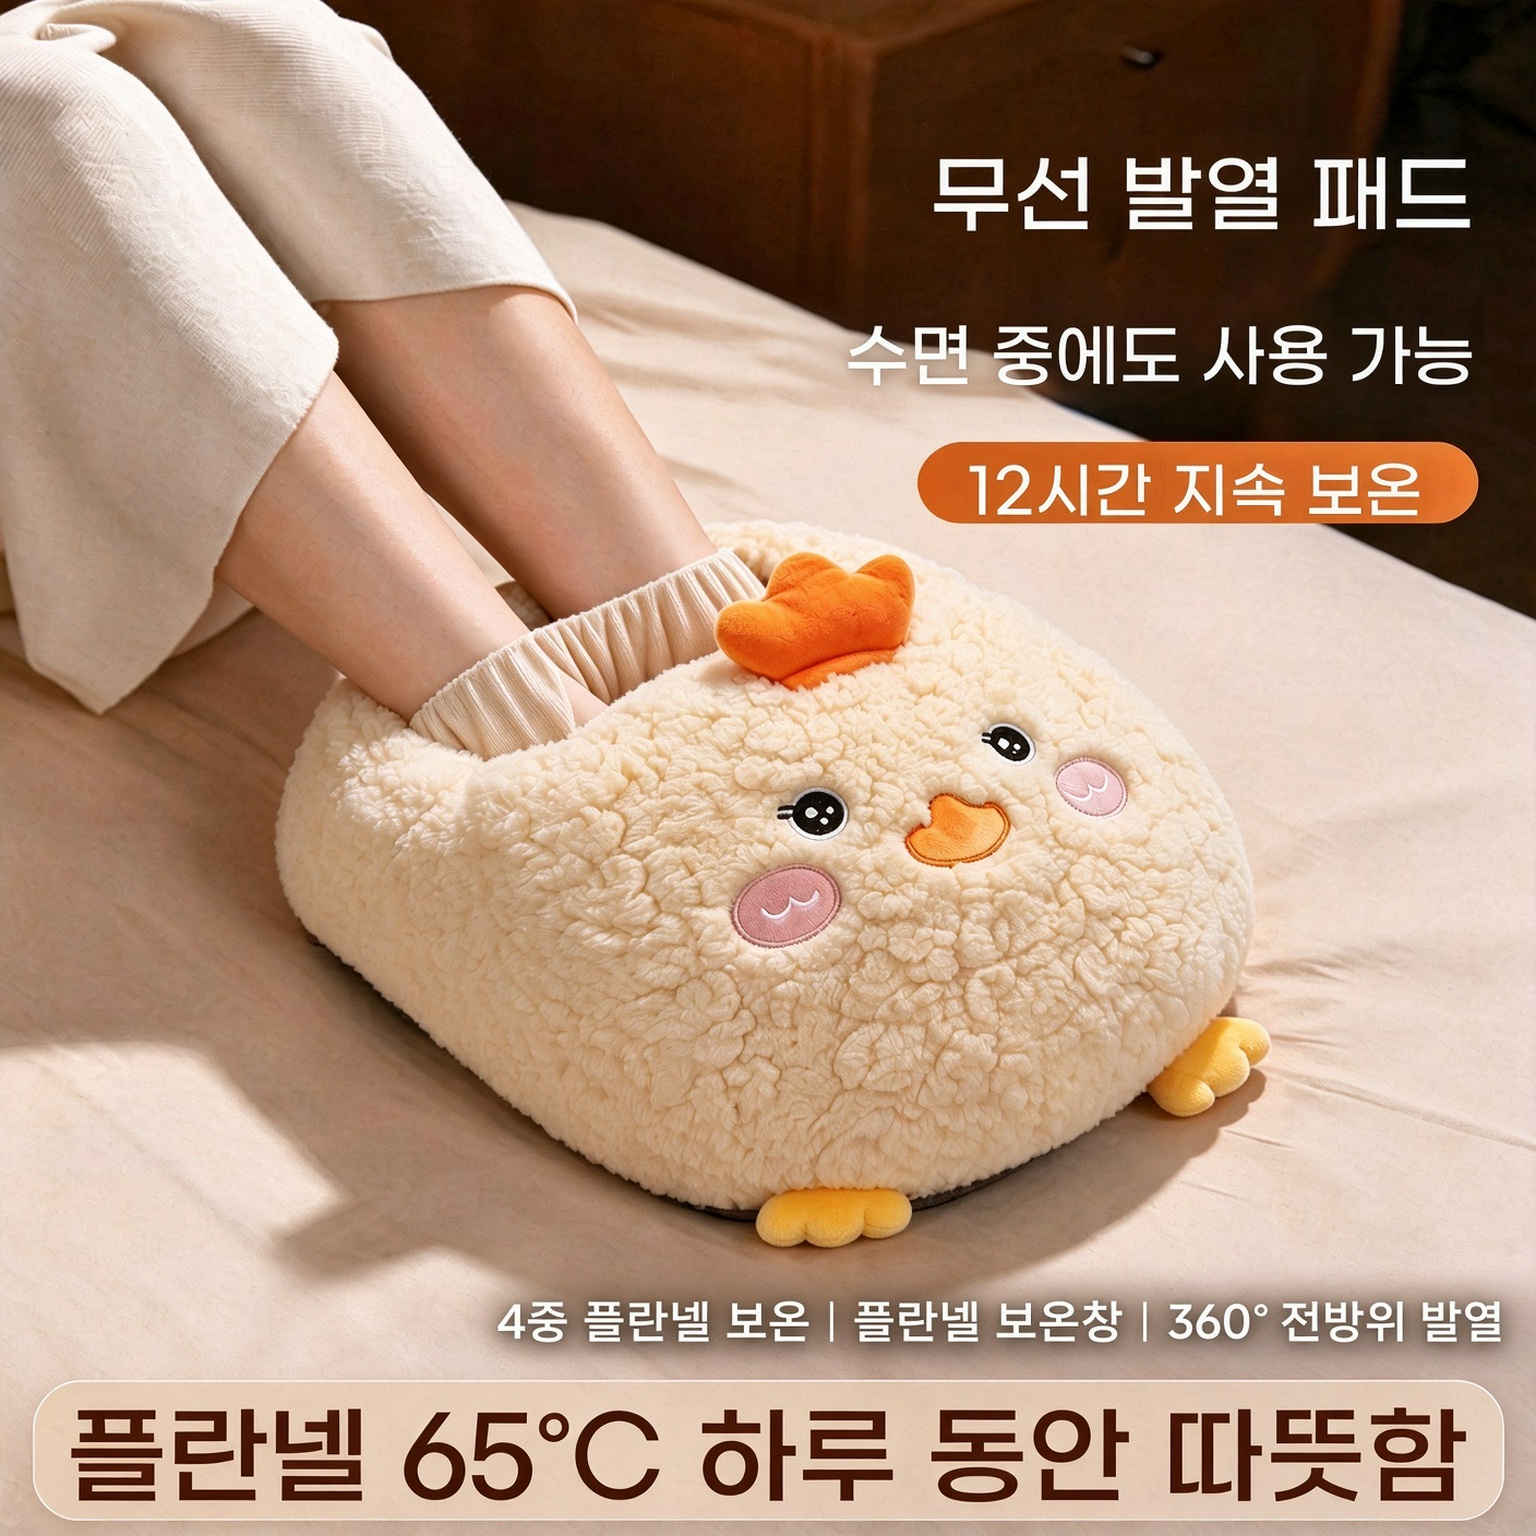 무선 발열 패드
수면 중에도 사용 가능
12시간 지속 보온
4중 플란넬 보온 | 플란넬 보온창 | 360° 전방위 발열
플란넬 65°C 하루 동안 따뜻함